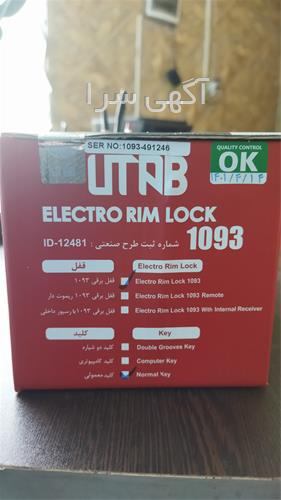 آگهی سرا
SER NO: 1093-491246
UTAB
QUALITY CONTROL
OK
۱۴۰۱/۴/۱۴
ELECTRO RIM LOCK
1093
شماره ثبت طرح صنعتی : ID-12481
قفل Electro Rim Lock
قفل برقی ۱۰۹۳ Electro Rim Lock 1093
قفل برقی ۱۰۹۳ ریموت دار Electro Rim Lock 1093 Remote
قفل برقی ۱۰۹۳ با رسیور داخلی Electro Rim Lock 1093 With Internal Receiver
کلید Key
کلید دو شیاره Double Grooves Key
کلید کامپیوتری Computer Key
کلید معمولی Normal Key